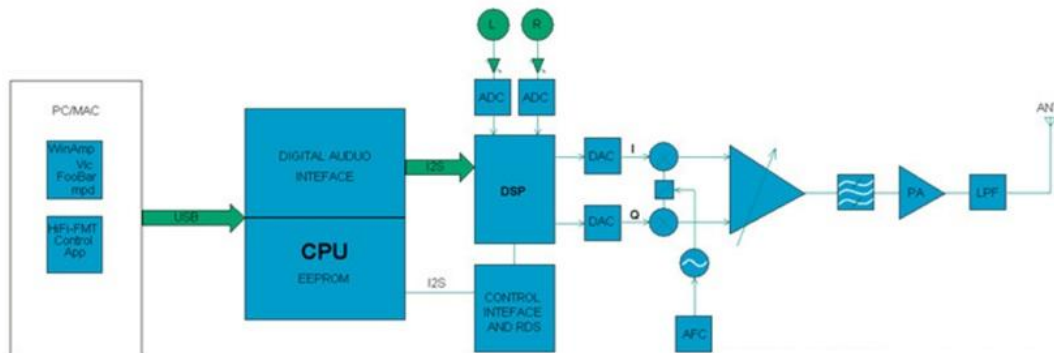 L
R
PC/MAC
ADC
ADC
ANT
WinAmp
Vlc
FooBar
mpd
DIGITAL AUDUO
INTEFACE
I2S
DSP
DAC
I
HiFi-FMT
Control
App
USB
CPU
EEPROM
DAC
Q
PA
LPF
I2S
CONTROL
INTEFACE
AND RDS
AFC